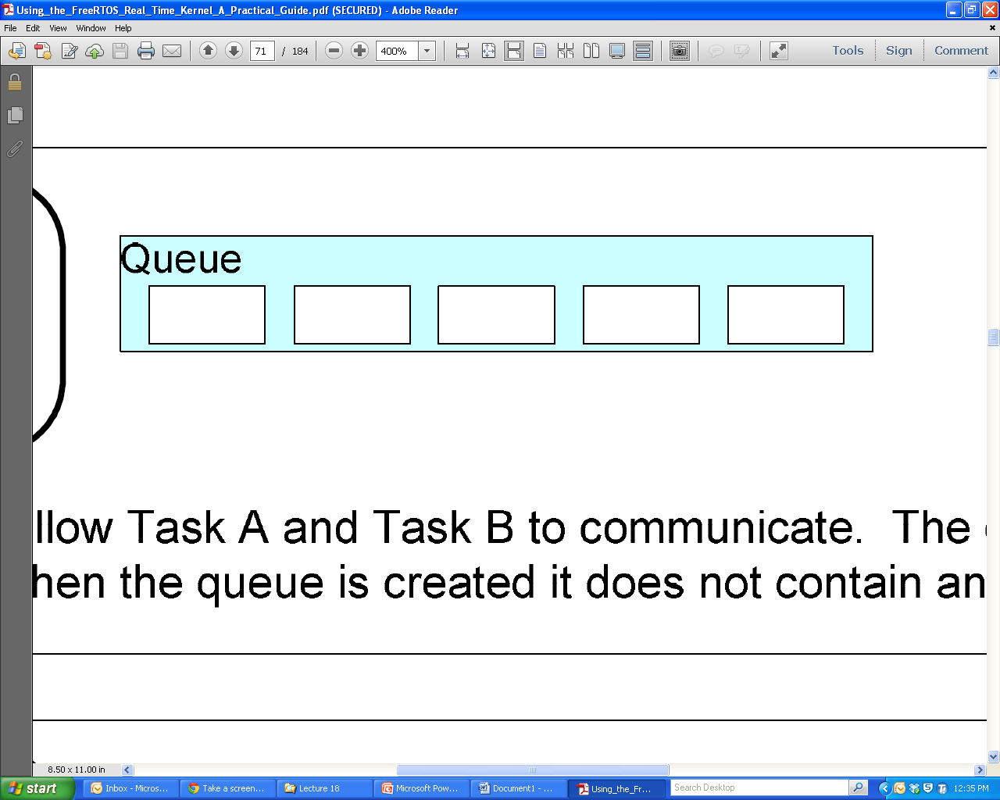 Using_the_FreeRTOS_Real_Time_Kernel_A_Practical_Guide.pdf (SECURED) - Adobe Reader
File Edit View Window Help
71 / 184 400% Tools Sign Comment
Queue
llow Task A and Task B to communicate. The
hen the queue is created it does not contain an
8.50 x 11.00 in
start Inbox - Micros... Take a screen... Lecture 18 Microsoft Pow... Document1 - ... Using_the_Fr... Search Desktop 12:35 PM